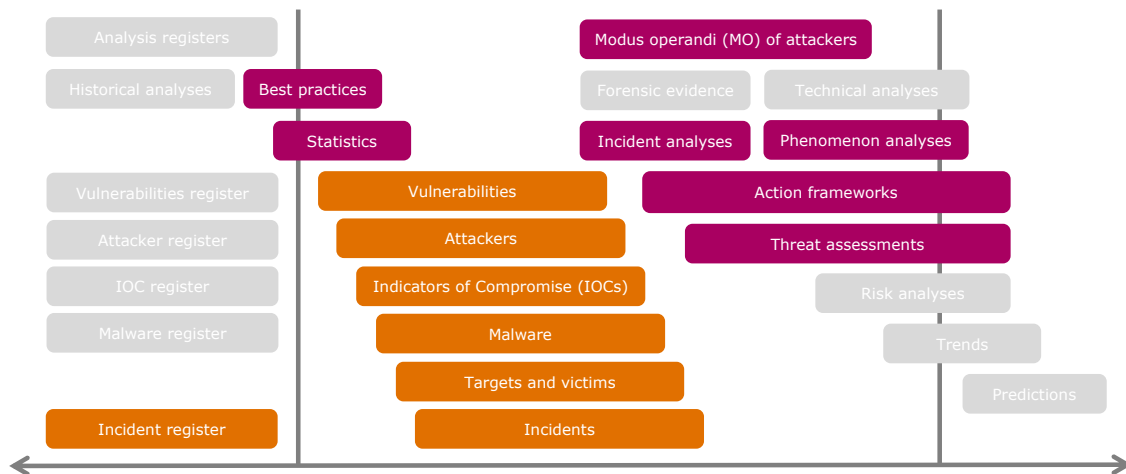 Analysis registers
Modus operandi (MO) of attackers
Historical analyses
Best practices
Forensic evidence
Technical analyses
Statistics
Incident analyses
Phenomenon analyses
Vulnerabilities register
Vulnerabilities
Action frameworks
Attacker register
Attackers
Threat assessments
IOC register
Indicators of Compromise (IOCs)
Risk analyses
Malware register
Malware
Trends
Targets and victims
Predictions
Incident register
Incidents